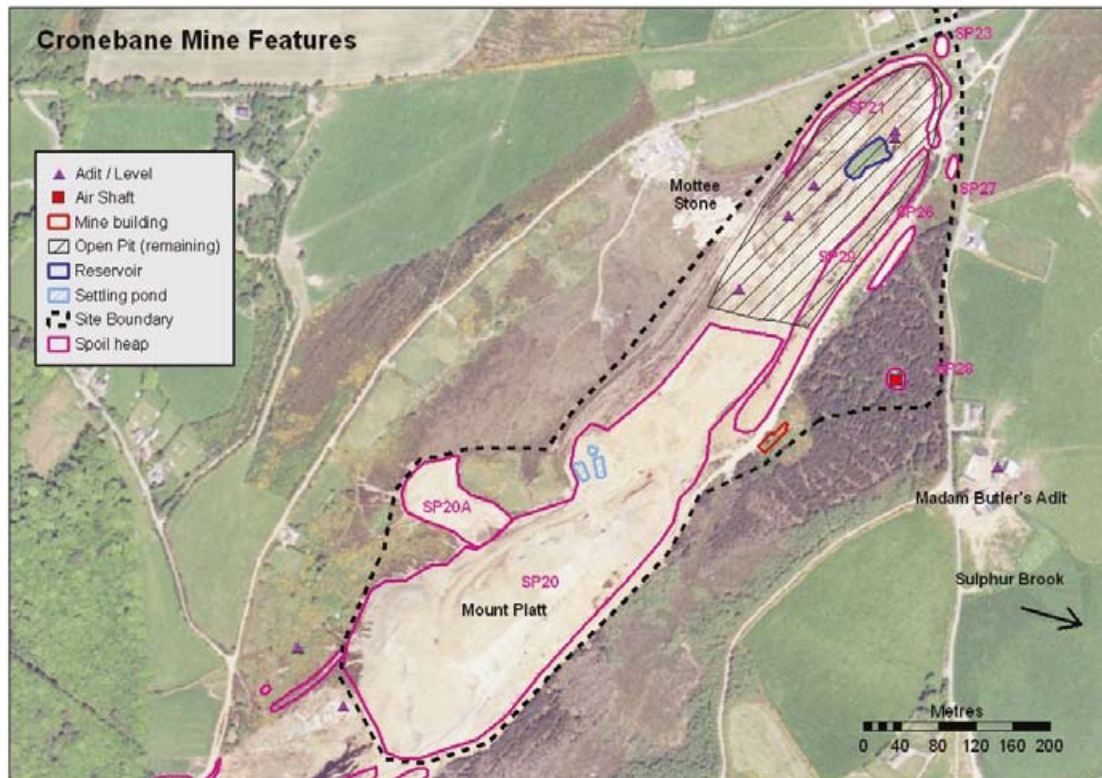 Cronebane Mine Features
SP23
SP21
Adit / Level
Air Shaft
Mine building
Open Pit (remaining)
Reservoir
Settling pond
Site Boundary
Spoil heap
Mottee
Stone
SP27
SP26
SP29
SP28
SP20A
Madam Butler's Adit
SP20
Mount Platt
Sulphur Brook
Metres
0 40 80 120 160 200